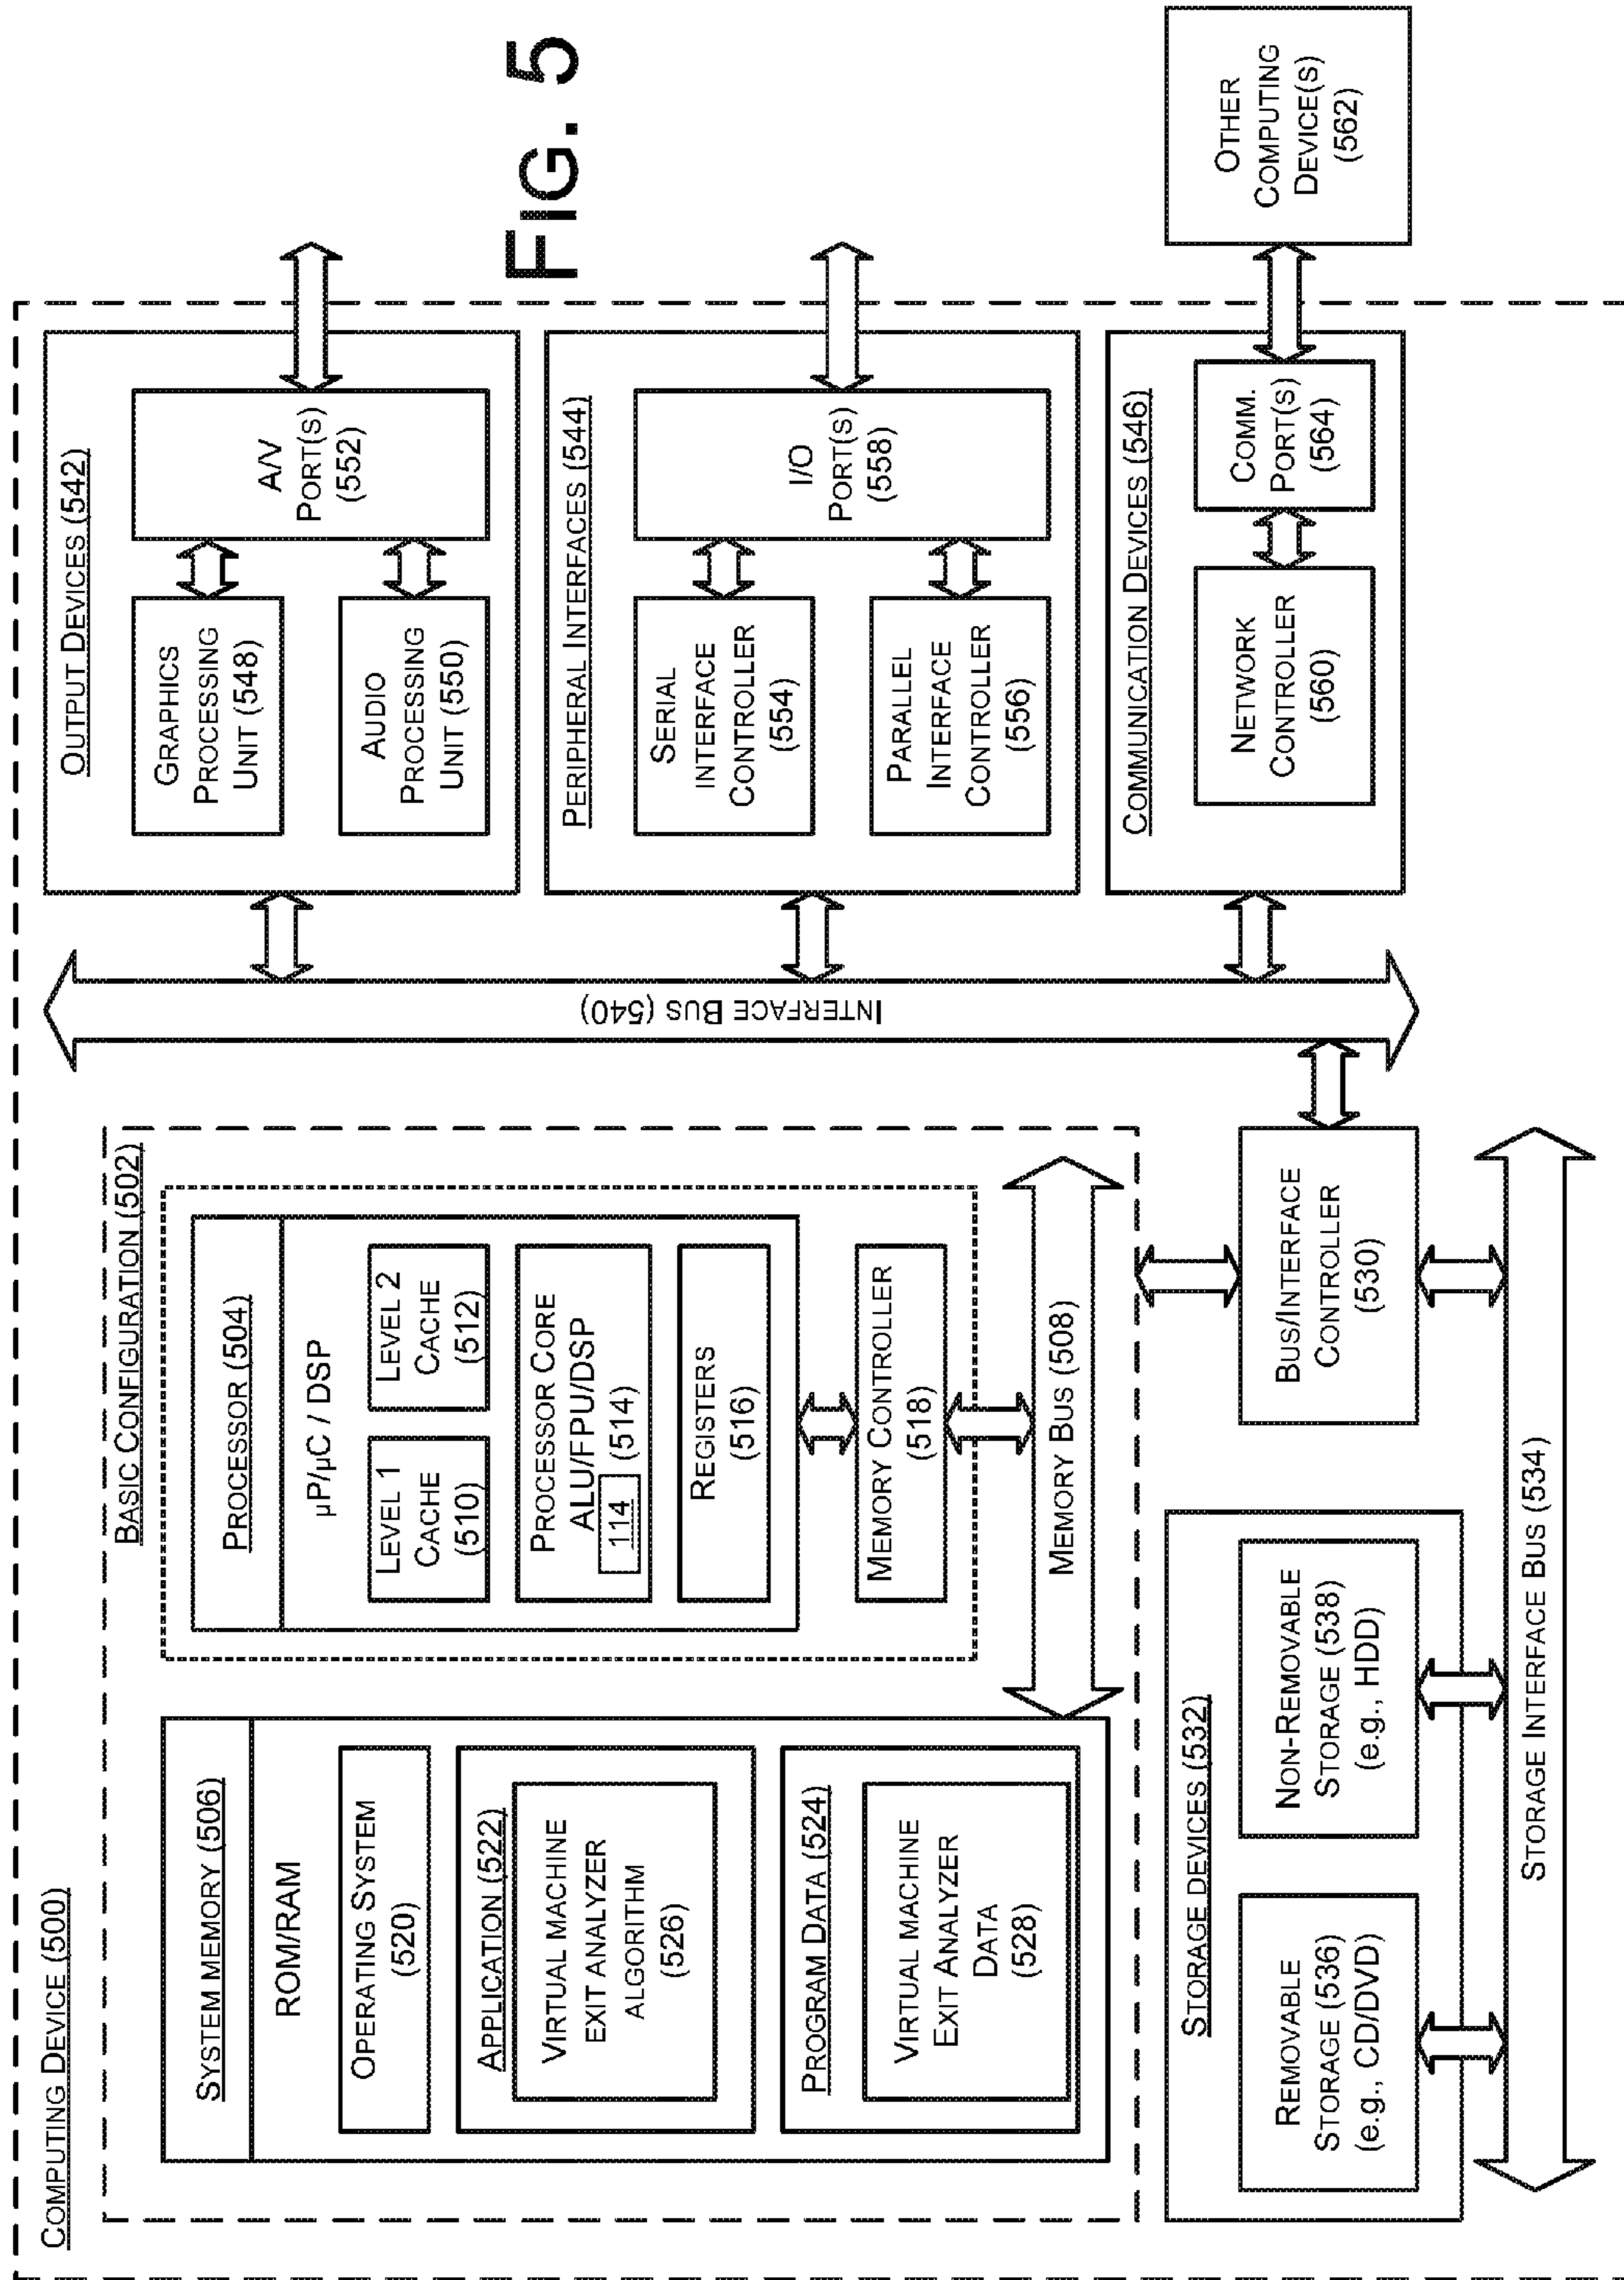 COMPUTING DEVICE (500)
BASIC CONFIGURATION (502)
SYSTEM MEMORY (506)
ROM/RAM
OPERATING SYSTEM
(520)
APPLICATION (522)
VIRTUAL MACHINE
EXIT ANALYZER
ALGORITHM
(526)
PROGRAM DATA (524)
VIRTUAL MACHINE
EXIT ANALYZER
DATA
(528)
PROCESSOR (504)
µP/µC / DSP
LEVEL 1
CACHE
(510)
LEVEL 2
CACHE
(512)
PROCESSOR CORE
ALU/FPU/DSP
114 (514)
REGISTERS
(516)
MEMORY CONTROLLER
(518)
MEMORY BUS (508)
BUS/INTERFACE
CONTROLLER
(530)
STORAGE DEVICES (532)
REMOVABLE
STORAGE (536)
(e.g., CD/DVD)
NON-REMOVABLE
STORAGE (538)
(e.g., HDD)
STORAGE INTERFACE BUS (534)
INTERFACE BUS (540)
OUTPUT DEVICES (542)
GRAPHICS
PROCESSING
UNIT (548)
AUDIO
PROCESSING
UNIT (550)
A/V
PORT(S)
(552)
PERIPHERAL INTERFACES (544)
SERIAL
INTERFACE
CONTROLLER
(554)
PARALLEL
INTERFACE
CONTROLLER
(556)
I/O
PORT(S)
(558)
COMMUNICATION DEVICES (546)
NETWORK
CONTROLLER
(560)
COMM.
PORT(S)
(564)
OTHER
COMPUTING
DEVICE(S)
(562)
FIG. 5